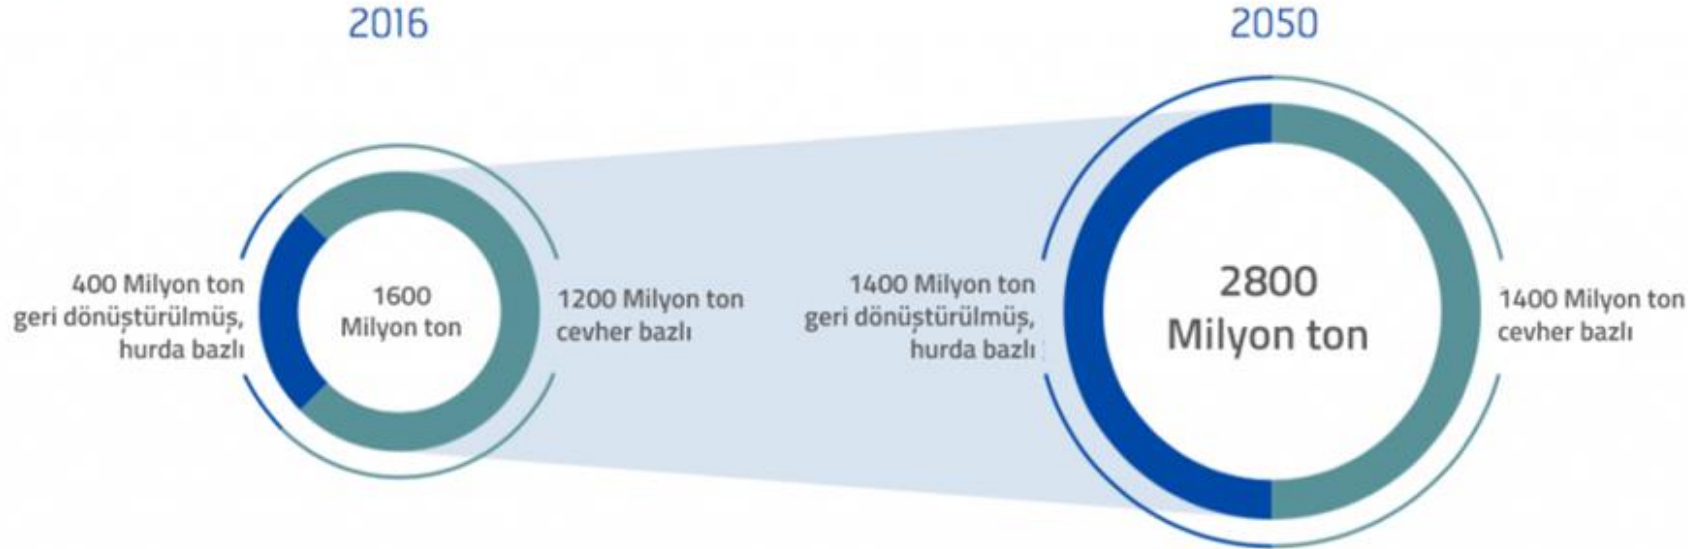 2016
400 Milyon ton
geri dönüştürülmüş,
hurda bazlı
1600
Milyon ton
1200 Milyon ton
cevher bazlı
2050
1400 Milyon ton
geri dönüştürülmüş,
hurda bazlı
2800
Milyon ton
1400 Milyon ton
cevher bazlı